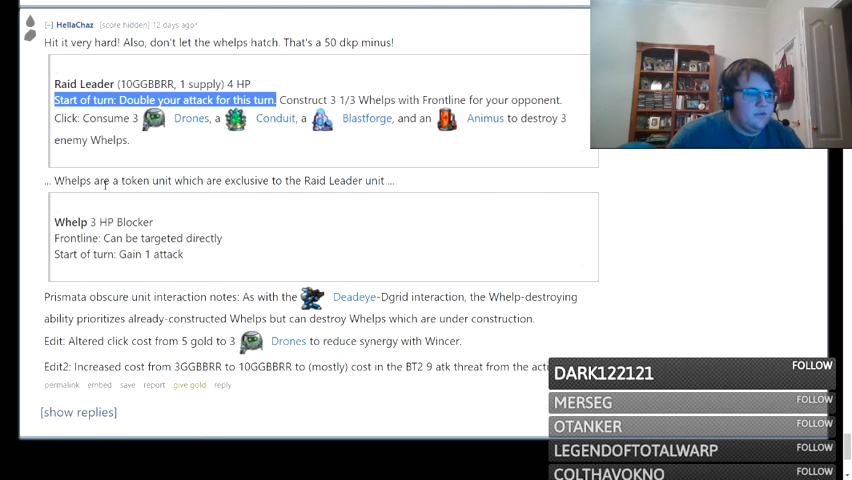 [–] HellaChaz [score hidden] 12 days ago*
Hit it very hard! Also, don't let the whelps hatch. That's a 50 dkp minus!
Raid Leader (10GGBBRR, 1 supply) 4 HP
Start of turn: Double your attack for this turn. Construct 3 1/3 Whelps with Frontline for your opponent.
Click: Consume 3 Drones, a Conduit, a Blastforge, and an Animus to destroy 3
enemy Whelps.
... Whelps are a token unit which are exclusive to the Raid Leader unit ...
Whelp 3 HP Blocker
Frontline: Can be targeted directly
Start of turn: Gain 1 attack
Prismata obscure unit interaction notes: As with the Deadeye-Dgrid interaction, the Whelp-destroying
ability prioritizes already-constructed Whelps but can destroy Whelps which are under construction.
Edit: Altered click cost from 5 gold to 3 Drones to reduce synergy with Wincer.
Edit2: Increased cost from 3GGBBRR to 10GGBBRR to (mostly) cost in the BT2 9 atk threat from the
permalink embed save report give gold reply
[show replies]
DARK122121 FOLLOW
MERSEG FOLLOW
OTANKER FOLLOW
LEGENDOFTOTALWARP FOLLOW
COLTHAVOKNO FOLLOW